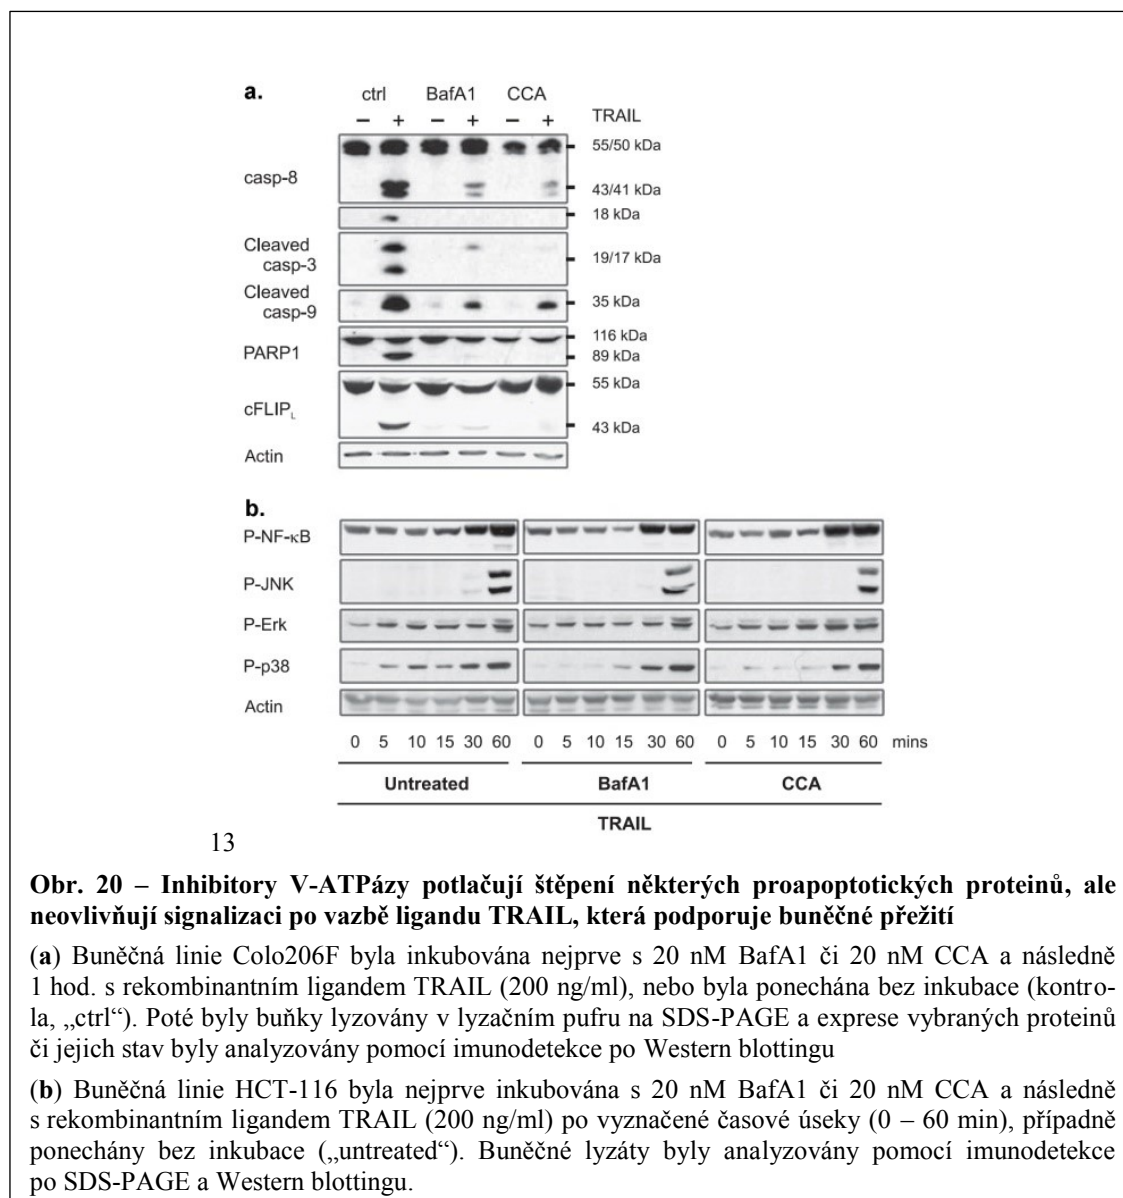 a.
ctrl BafA1 CCA
− + − + − + TRAIL
55/50 kDa
casp-8
43/41 kDa
18 kDa
Cleaved
casp-3
19/17 kDa
Cleaved
casp-9
35 kDa
116 kDa
PARP1
89 kDa
55 kDa
cFLIPL
43 kDa
Actin
b.
P-NF-κB
P-JNK
P-Erk
P-p38
Actin
0 5 10 15 30 60 0 5 10 15 30 60 0 5 10 15 30 60 mins
Untreated BafA1 CCA
TRAIL
13
Obr. 20 – Inhibitory V-ATPázy potlačují štěpení některých proapoptotických proteinů, ale
neovlivňují signalizaci po vazbě ligandu TRAIL, která podporuje buněčné přežití
(a) Buněčná linie Colo206F byla inkubována nejprve s 20 nM BafA1 či 20 nM CCA a následně
1 hod. s rekombinantním ligandem TRAIL (200 ng/ml), nebo byla ponechána bez inkubace (kontro-
la, „ctrl“). Poté byly buňky lyzovány v lyzačním pufru na SDS-PAGE a exprese vybraných proteinů
či jejich stav byly analyzovány pomocí imunodetekce po Western blottingu
(b) Buněčná linie HCT-116 byla nejprve inkubována s 20 nM BafA1 či 20 nM CCA a následně
s rekombinantním ligandem TRAIL (200 ng/ml) po vyznačené časové úseky (0 – 60 min), případně
ponechány bez inkubace („untreated“). Buněčné lyzáty byly analyzovány pomocí imunodetekce
po SDS-PAGE a Western blottingu.